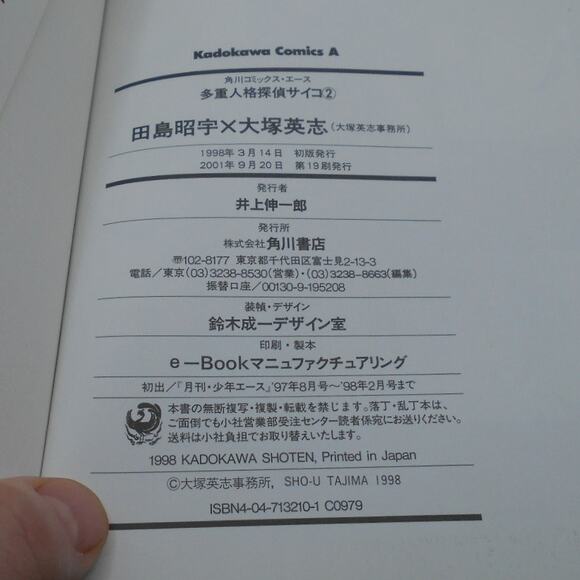 Kadokawa Comics A
角川コミックス・エース
多重人格探偵サイコ②
田島昭宇×大塚英志(大塚英志事務所)
1998年3月14日 初版発行
2001年9月20日 第19刷発行
発行者
井上伸一郎
発行所
株式会社角川書店
〒102-8177 東京都千代田区富士見2-13-3
電話/東京(03)3238-8530(営業)・(03)3238-8663(編集)
振替口座/00130-9-195208
装幀・デザイン
鈴木成一デザイン室
印刷・製本
e-Bookマニュファクチュアリング
初出/『月刊・少年エース』'97年8月号〜'98年2月号まで
本書の無断複写・複製・転載を禁じます。落丁・乱丁本は、
ご面倒でも小社営業部受注センター読者係宛にお送りください。
送料は小社負担でお取り替えいたします。
1998 KADOKAWA SHOTEN, Printed in Japan
©大塚英志事務所, SHO-U TAJIMA 1998
ISBN4-04-713210-1 C0979